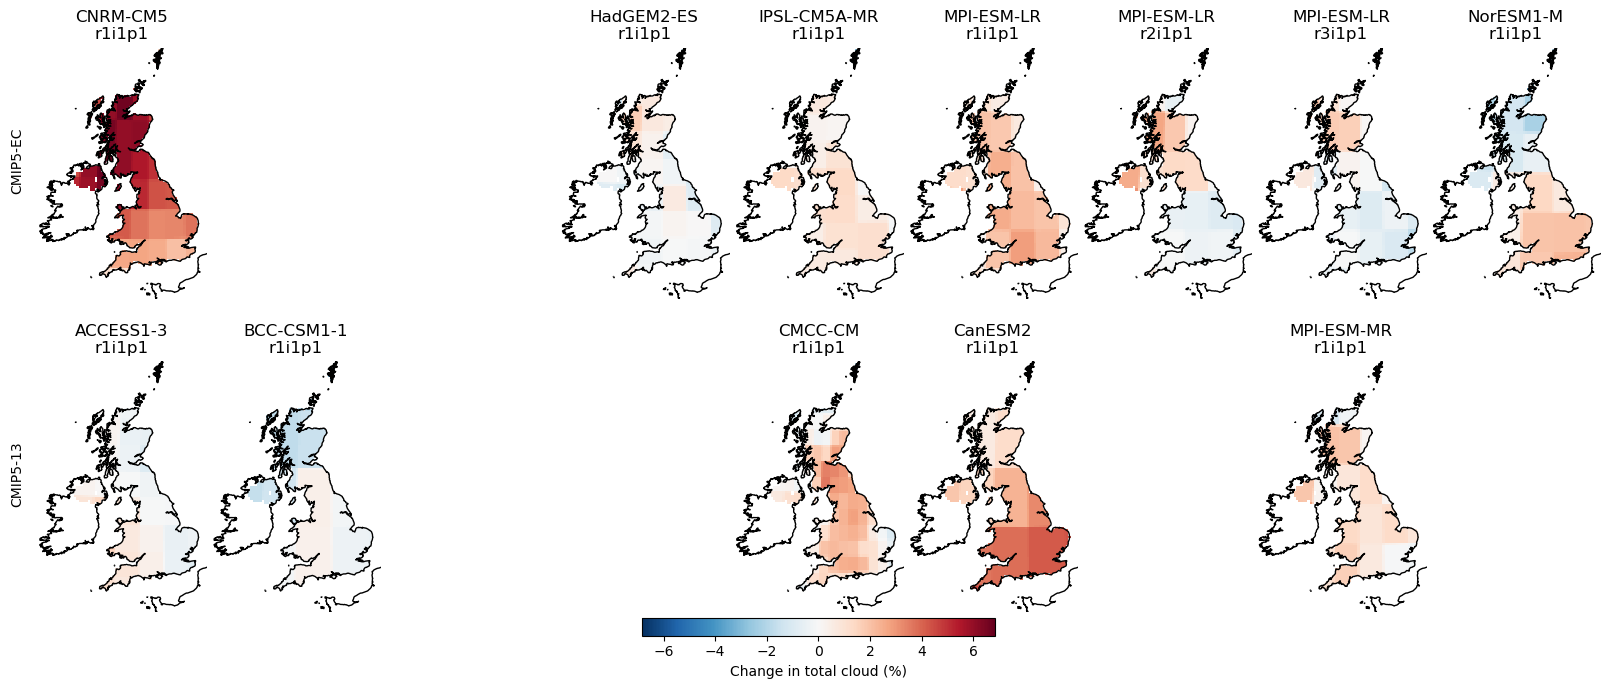 CNRM-CM5
r1i1p1
HadGEM2-ES
r1i1p1
IPSL-CM5A-MR
r1i1p1
MPI-ESM-LR
r1i1p1
MPI-ESM-LR
r2i1p1
MPI-ESM-LR
r3i1p1
NorESM1-M
r1i1p1
CMIP5-EC
ACCESS1-3
r1i1p1
BCC-CSM1-1
r1i1p1
CMCC-CM
r1i1p1
CanESM2
r1i1p1
MPI-ESM-MR
r1i1p1
CMIP5-13
−6 −4 −2 0 2 4 6
Change in total cloud (%)